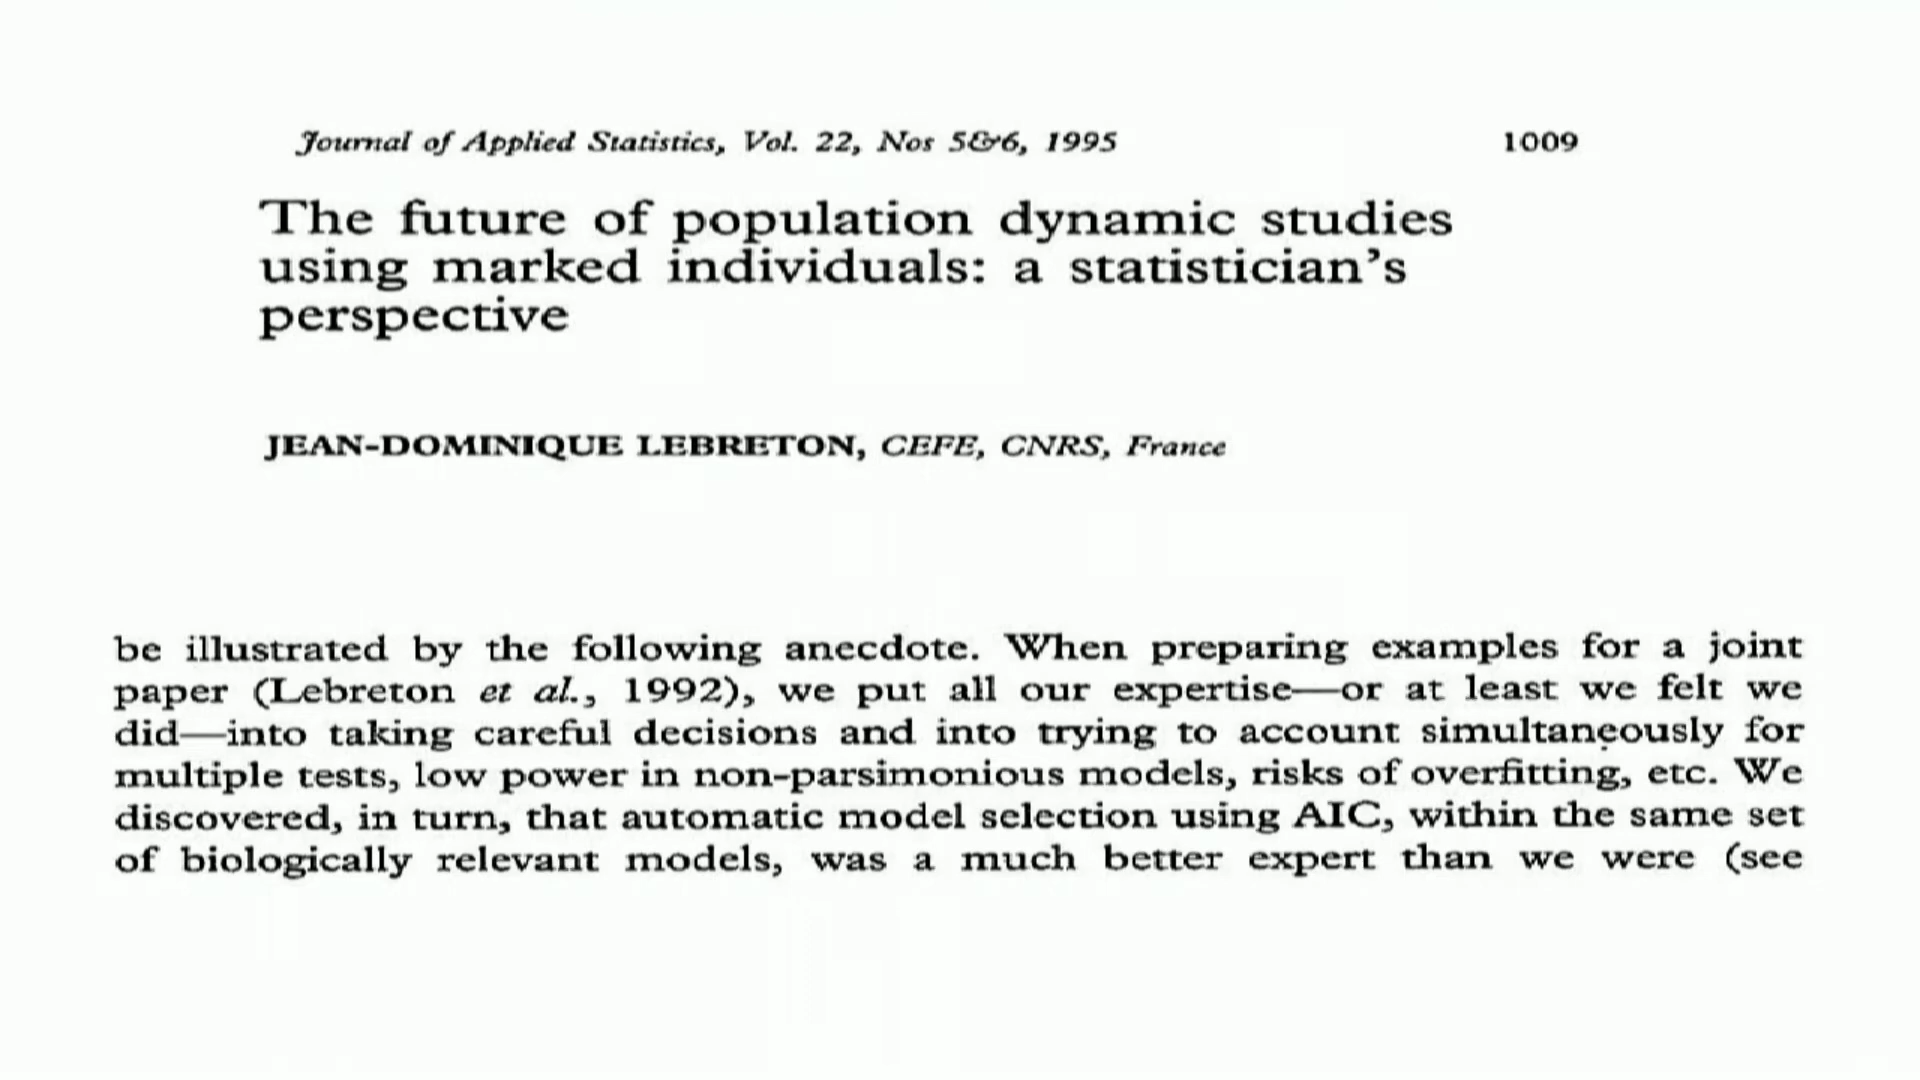 Journal of Applied Statistics, Vol. 22, Nos 5&6, 1995 1009
The future of population dynamic studies
using marked individuals: a statistician's
perspective
JEAN-DOMINIQUE LEBRETON, CEFE, CNRS, France
be illustrated by the following anecdote. When preparing examples for a joint
paper (Lebreton et al., 1992), we put all our expertise—or at least we felt we
did—into taking careful decisions and into trying to account simultaneously for
multiple tests, low power in non-parsimonious models, risks of overfitting, etc. We
discovered, in turn, that automatic model selection using AIC, within the same set
of biologically relevant models, was a much better expert than we were (see